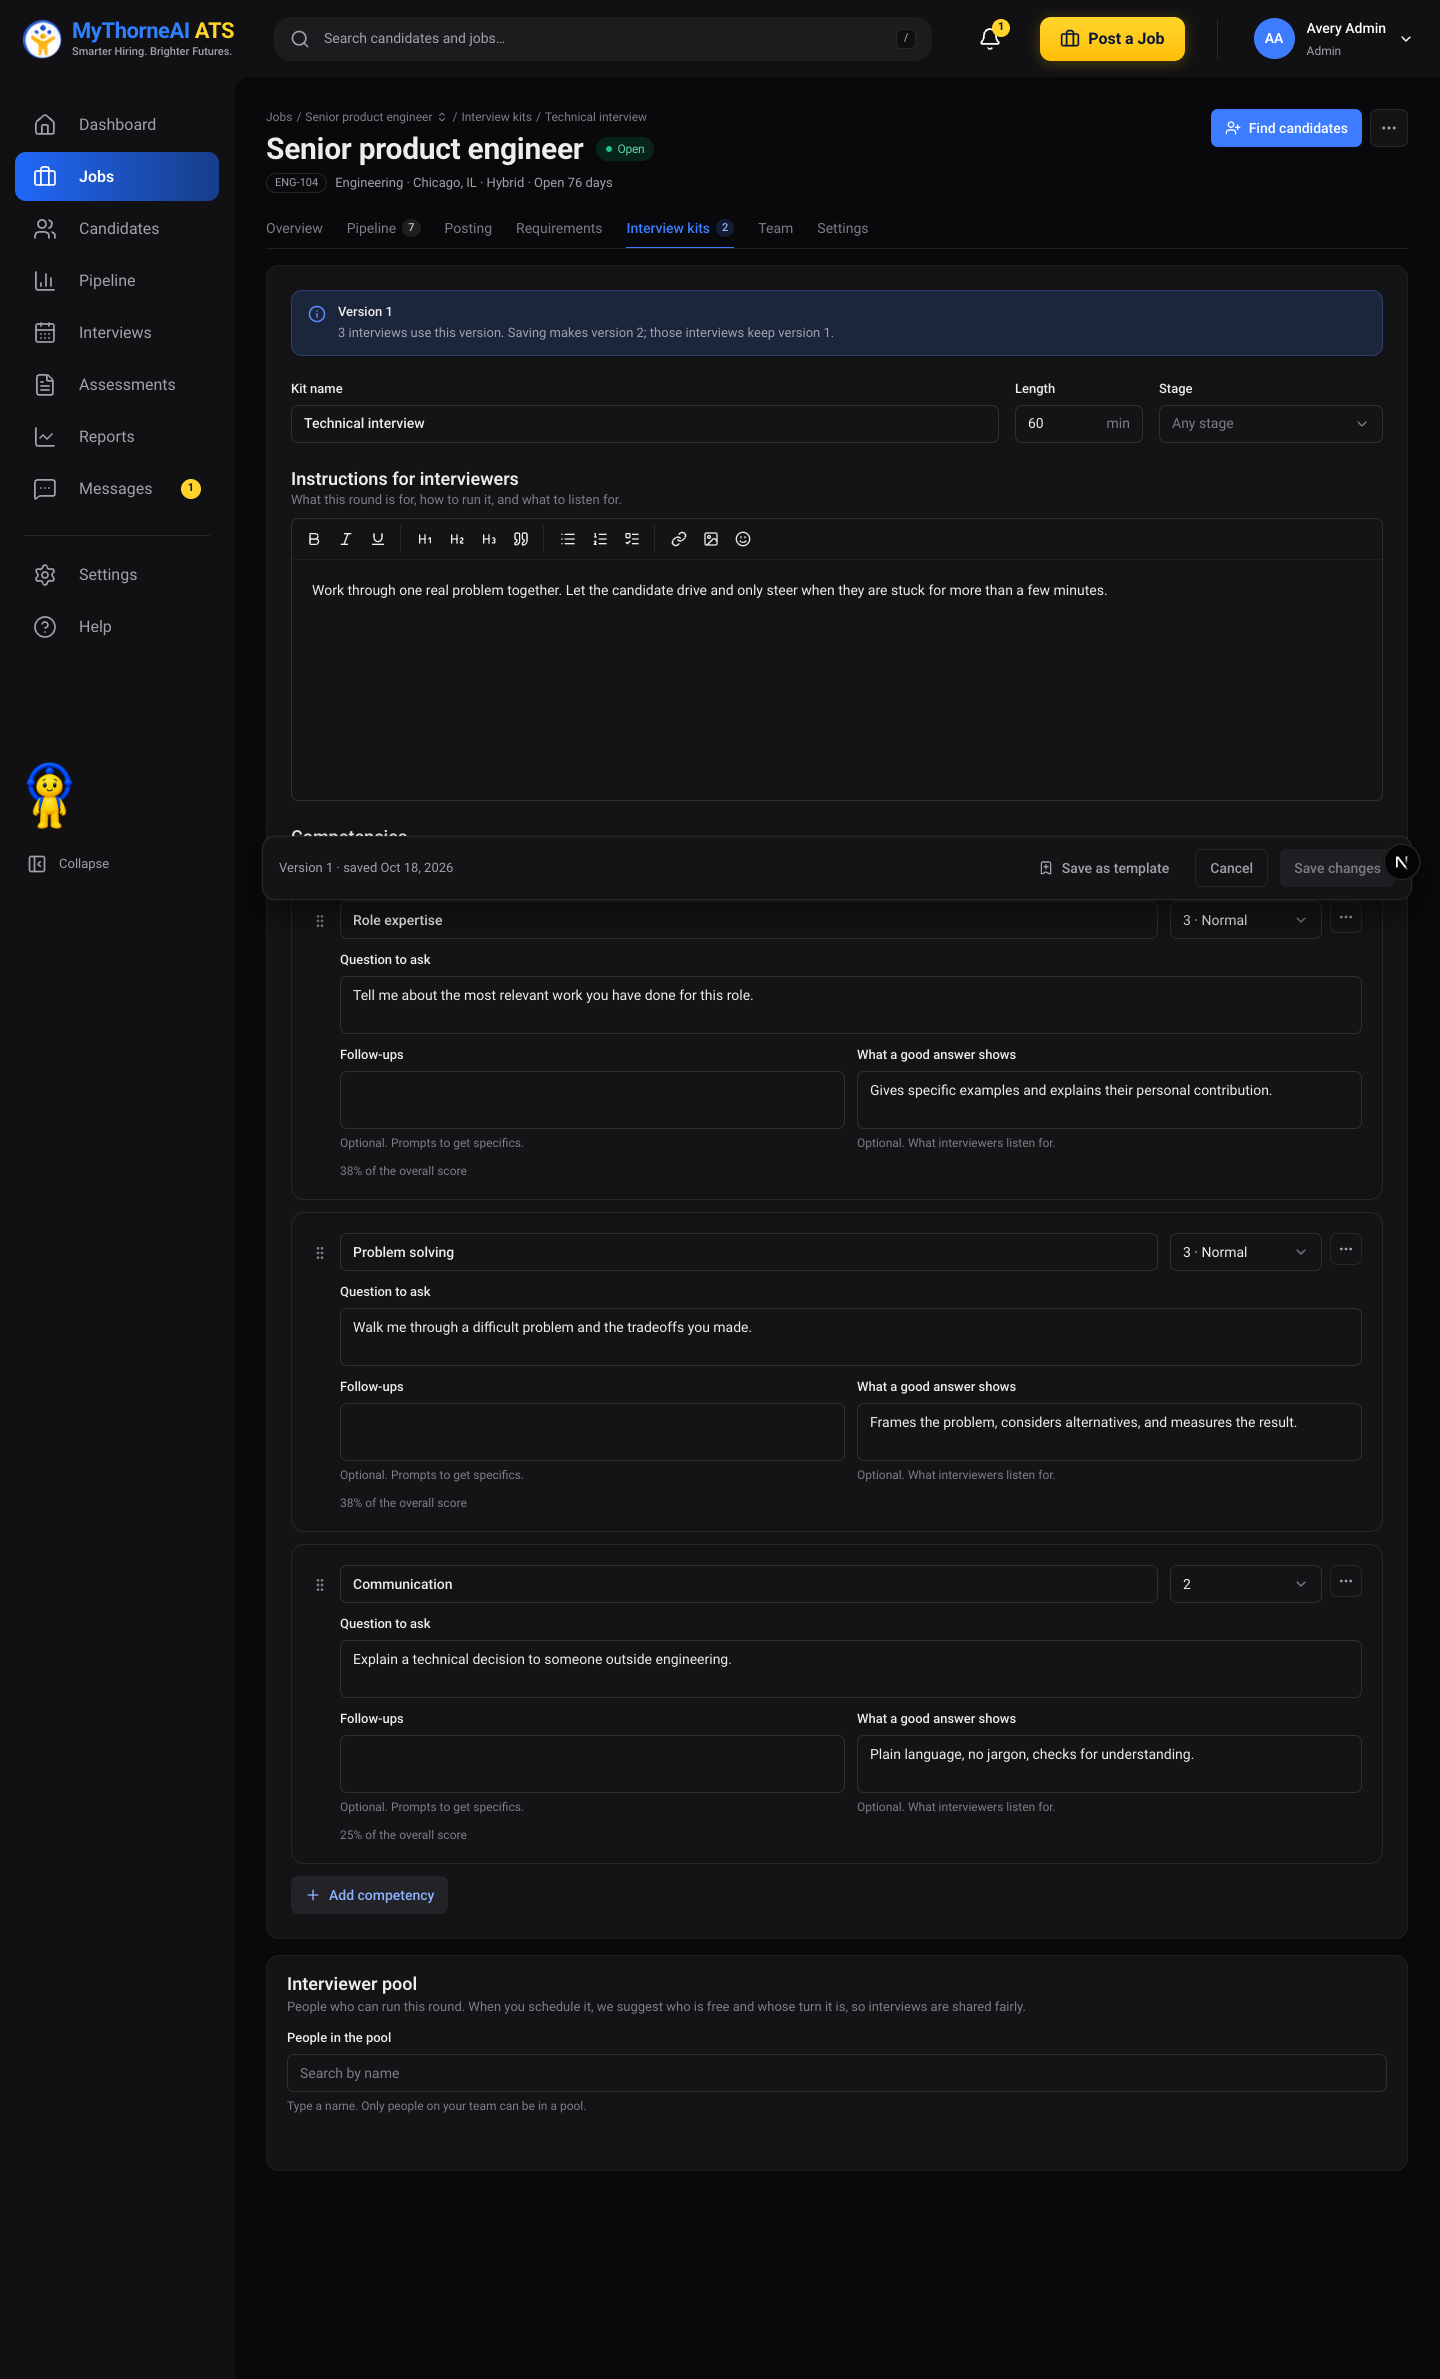 MyThorneAI ATS
Smarter Hiring. Brighter Futures.
Search candidates and jobs...
/
1
Post a Job
AA
Avery Admin
Admin
Dashboard
Jobs
Candidates
Pipeline
Interviews
Assessments
Reports
Messages
1
Settings
Help
Collapse
Jobs / Senior product engineer / Interview kits / Technical interview
Senior product engineer
Open
Find candidates
ENG-104
Engineering · Chicago, IL · Hybrid · Open 76 days
Overview
Pipeline 7
Posting
Requirements
Interview kits 2
Team
Settings
Version 1
3 interviews use this version. Saving makes version 2; those interviews keep version 1.
Kit name
Length
Stage
Technical interview
60
min
Any stage
Instructions for interviewers
What this round is for, how to run it, and what to listen for.
B I U H1 H2 H3
Work through one real problem together. Let the candidate drive and only steer when they are stuck for more than a few minutes.
Competencies
Version 1 · saved Oct 18, 2026
Save as template
Cancel
Save changes
N
Role expertise
3 · Normal
Question to ask
Tell me about the most relevant work you have done for this role.
Follow-ups
What a good answer shows
Gives specific examples and explains their personal contribution.
Optional. Prompts to get specifics.
Optional. What interviewers listen for.
38% of the overall score
Problem solving
3 · Normal
Question to ask
Walk me through a difficult problem and the tradeoffs you made.
Follow-ups
What a good answer shows
Frames the problem, considers alternatives, and measures the result.
Optional. Prompts to get specifics.
Optional. What interviewers listen for.
38% of the overall score
Communication
2
Question to ask
Explain a technical decision to someone outside engineering.
Follow-ups
What a good answer shows
Plain language, no jargon, checks for understanding.
Optional. Prompts to get specifics.
Optional. What interviewers listen for.
25% of the overall score
Add competency
Interviewer pool
People who can run this round. When you schedule it, we suggest who is free and whose turn it is, so interviews are shared fairly.
People in the pool
Search by name
Type a name. Only people on your team can be in a pool.